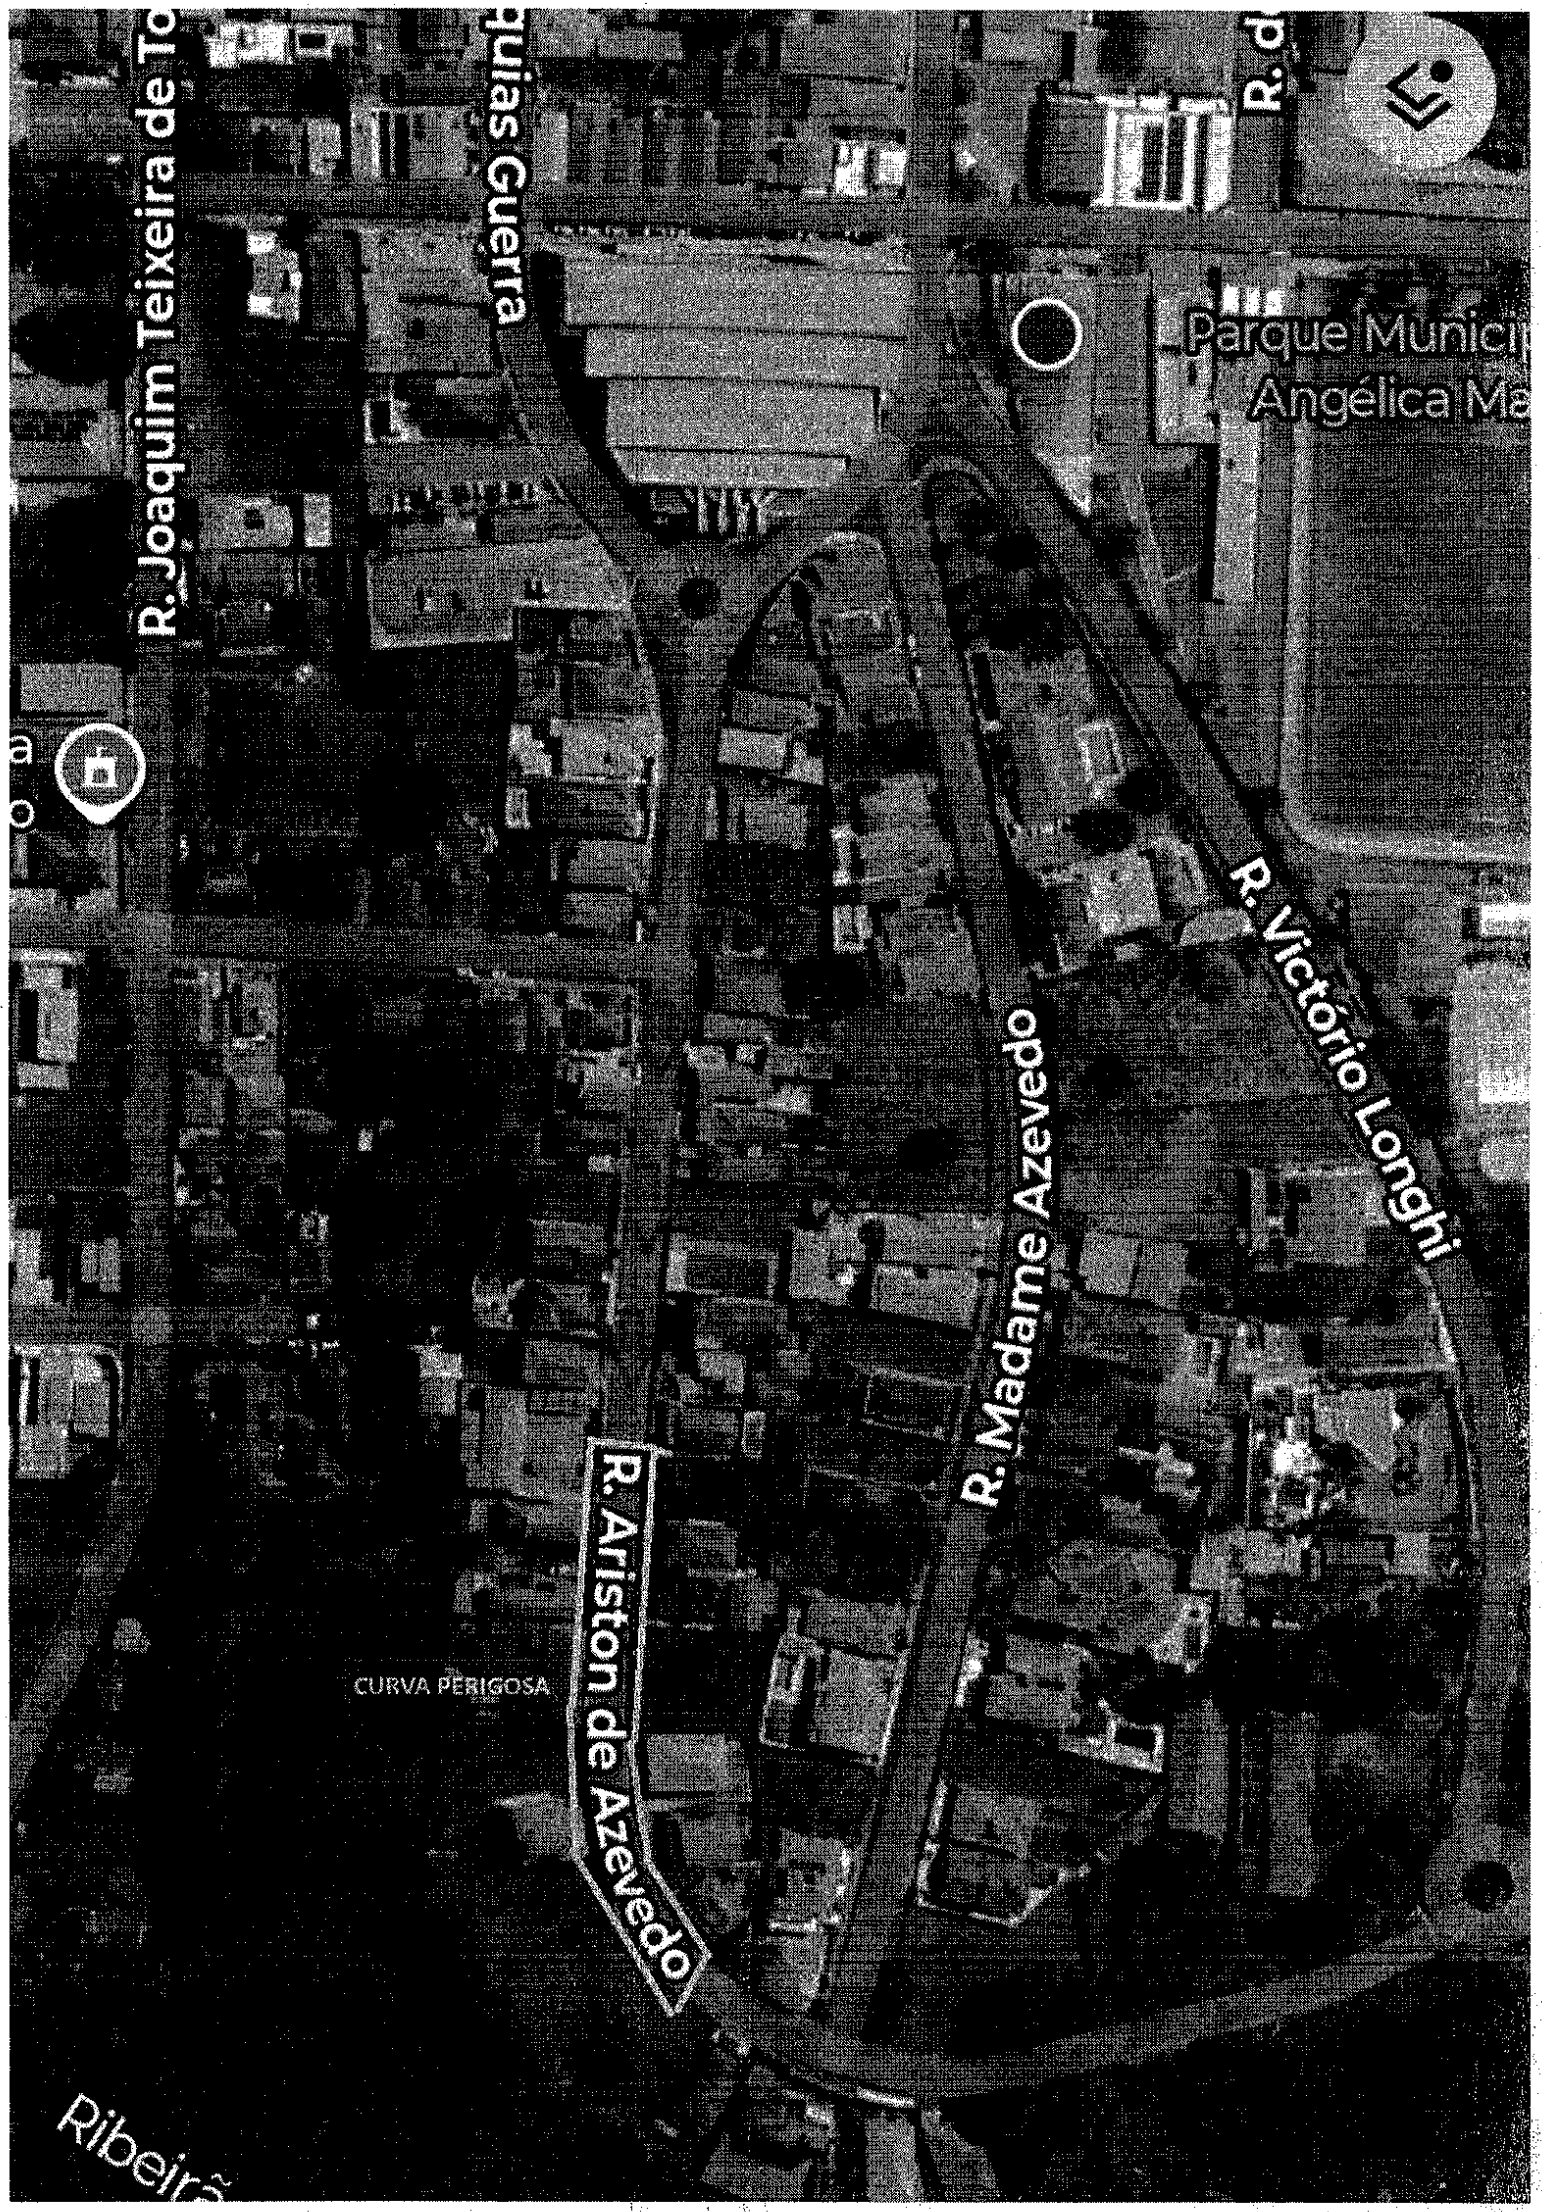 R. Joaquim Teixeira de To
quias Guerra
R. d
Parque Municip
Angélica Ma
a
o
R. Victório Longhi
R. Madame Azevedo
R. Ariston de Azevedo
CURVA PERIGOSA
Ribeirã